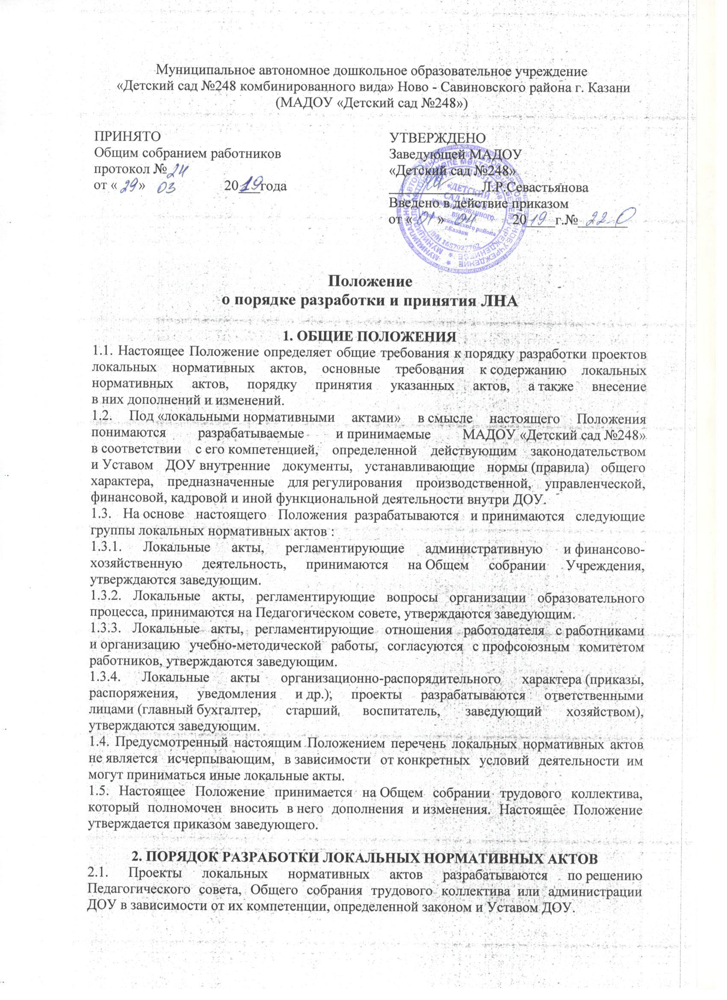 Муниципальное автономное дошкольное образовательное учреждение
«Детский сад №248 комбинированного вида» Ново - Савиновского района г. Казани
(МАДОУ «Детский сад №248»)
ПРИНЯТО
Общим собранием работников
протокол № 24
от « 29 » 03 2019 года
УТВЕРЖДЕНО
Заведующей МАДОУ
«Детский сад №248»
____________Л.Р.Севастьянова
Введено в действие приказом
от « 01 » 04 2019 г.№ 22-О
«ДЕТСКИЙ
САД № 248
КОМБИНИРОВАННОГО
ВИДА»
Ново-Савиновского района
г.Казани
ИНН 1657027762
Положение
о порядке разработки и принятия ЛНА
1. ОБЩИЕ ПОЛОЖЕНИЯ
1.1. Настоящее Положение определяет общие требования к порядку разработки проектов
локальных нормативных актов, основные требования к содержанию локальных
нормативных актов, порядку принятия указанных актов, а также внесение
в них дополнений и изменений.
1.2. Под «локальными нормативными актами» в смысле настоящего Положения
понимаются разрабатываемые и принимаемые МАДОУ «Детский сад №248»
в соответствии с его компетенцией, определенной действующим законодательством
и Уставом ДОУ внутренние документы, устанавливающие нормы (правила) общего
характера, предназначенные для регулирования производственной, управленческой,
финансовой, кадровой и иной функциональной деятельности внутри ДОУ.
1.3. На основе настоящего Положения разрабатываются и принимаются следующие
группы локальных нормативных актов :
1.3.1. Локальные акты, регламентирующие административную и финансово-
хозяйственную деятельность, принимаются на Общем собрании Учреждения,
утверждаются заведующим.
1.3.2. Локальные акты, регламентирующие вопросы организации образовательного
процесса, принимаются на Педагогическом совете, утверждаются заведующим.
1.3.3. Локальные акты, регламентирующие отношения работодателя с работниками
и организацию учебно-методической работы, согласуются с профсоюзным комитетом
работников, утверждаются заведующим.
1.3.4. Локальные акты организационно-распорядительного характера (приказы,
распоряжения, уведомления и др.); проекты разрабатываются ответственными
лицами (главный бухгалтер, старший воспитатель, заведующий хозяйством),
утверждаются заведующим.
1.4. Предусмотренный настоящим Положением перечень локальных нормативных актов
не является исчерпывающим, в зависимости от конкретных условий деятельности им
могут приниматься иные локальные акты.
1.5. Настоящее Положение принимается на Общем собрании трудового коллектива,
который полномочен вносить в него дополнения и изменения. Настоящее Положение
утверждается приказом заведующего.
2. ПОРЯДОК РАЗРАБОТКИ ЛОКАЛЬНЫХ НОРМАТИВНЫХ АКТОВ
2.1. Проекты локальных нормативных актов разрабатываются по решению
Педагогического совета, Общего собрания трудового коллектива или администрации
ДОУ в зависимости от их компетенции, определенной законом и Уставом ДОУ.